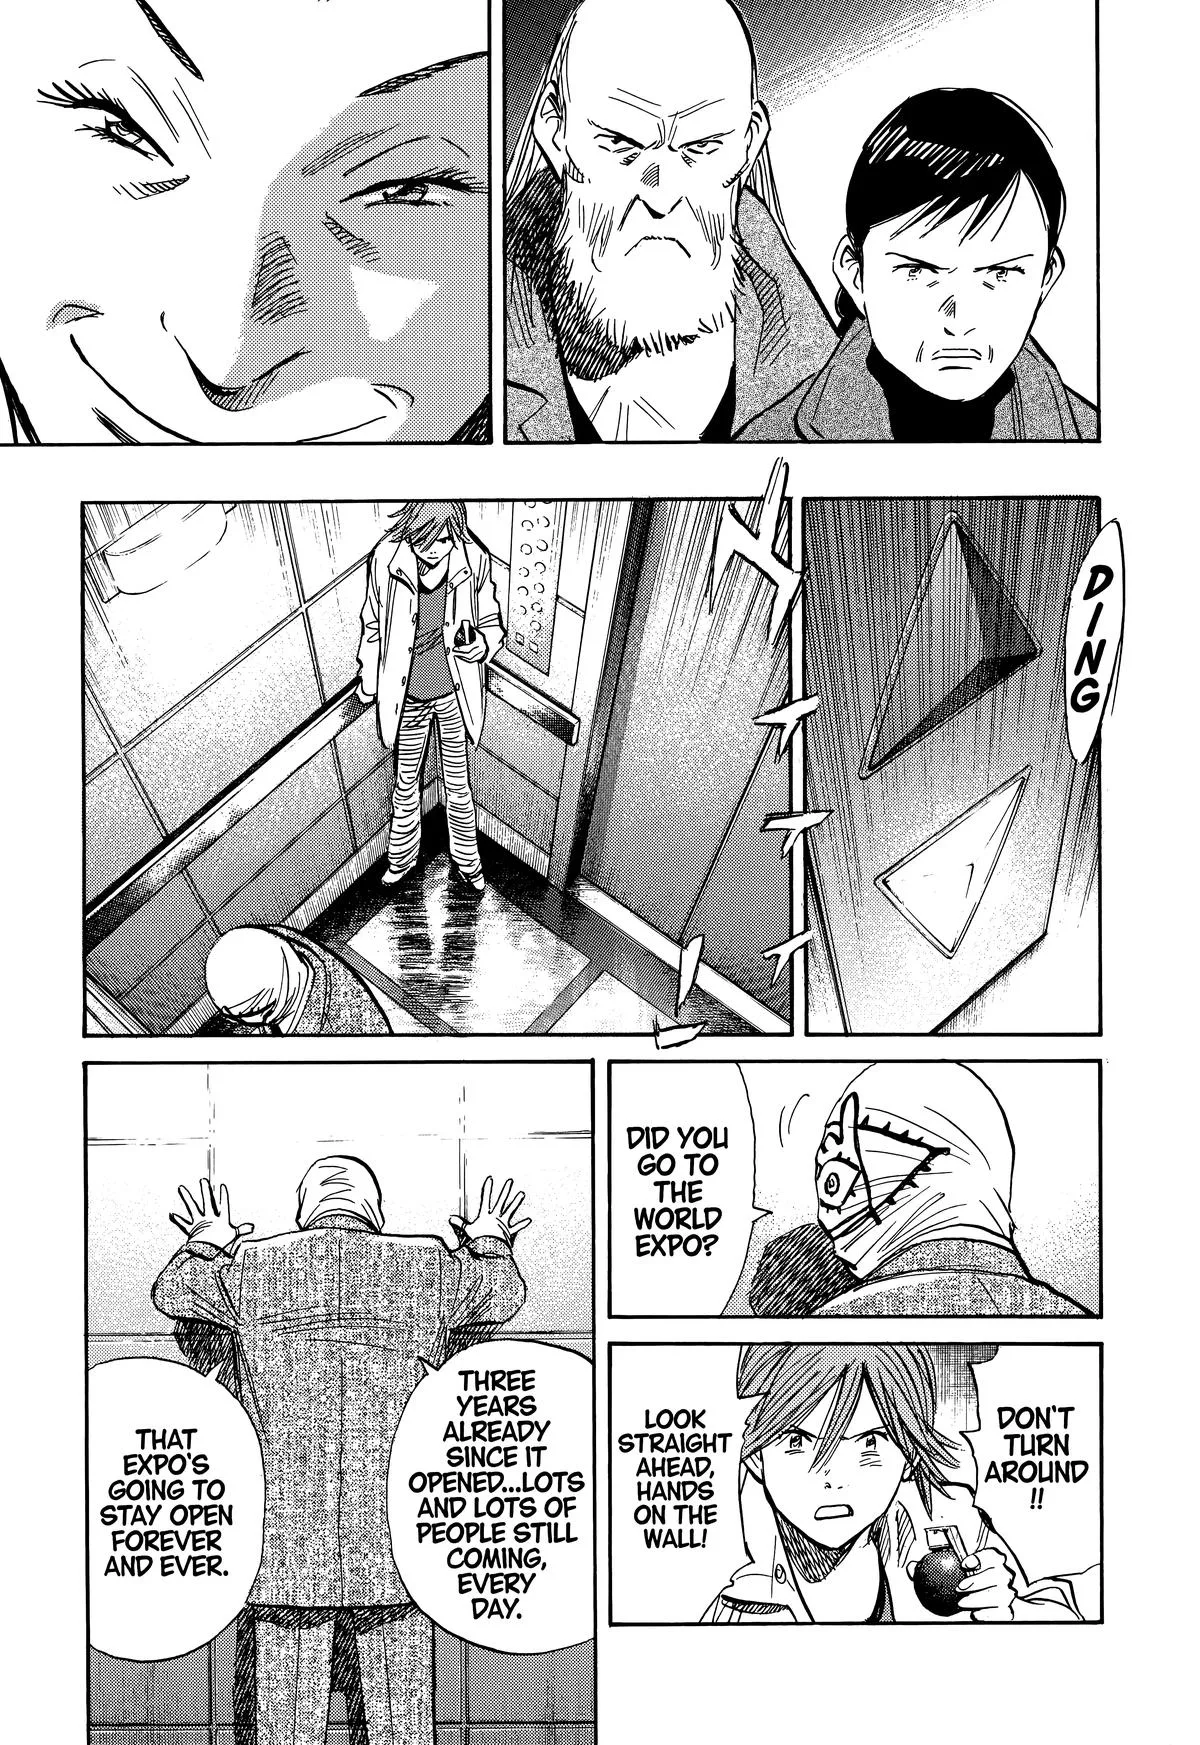 DING
DID YOU
GO TO
THE
WORLD
EXPO?
DON'T
TURN
AROUND
!!
LOOK
STRAIGHT
AHEAD,
HANDS
ON THE
WALL!
THREE
YEARS
ALREADY
SINCE IT
OPENED...LOTS
AND LOTS OF
PEOPLE STILL
COMING,
EVERY
DAY.
THAT
EXPO'S
GOING TO
STAY OPEN
FOREVER
AND EVER.